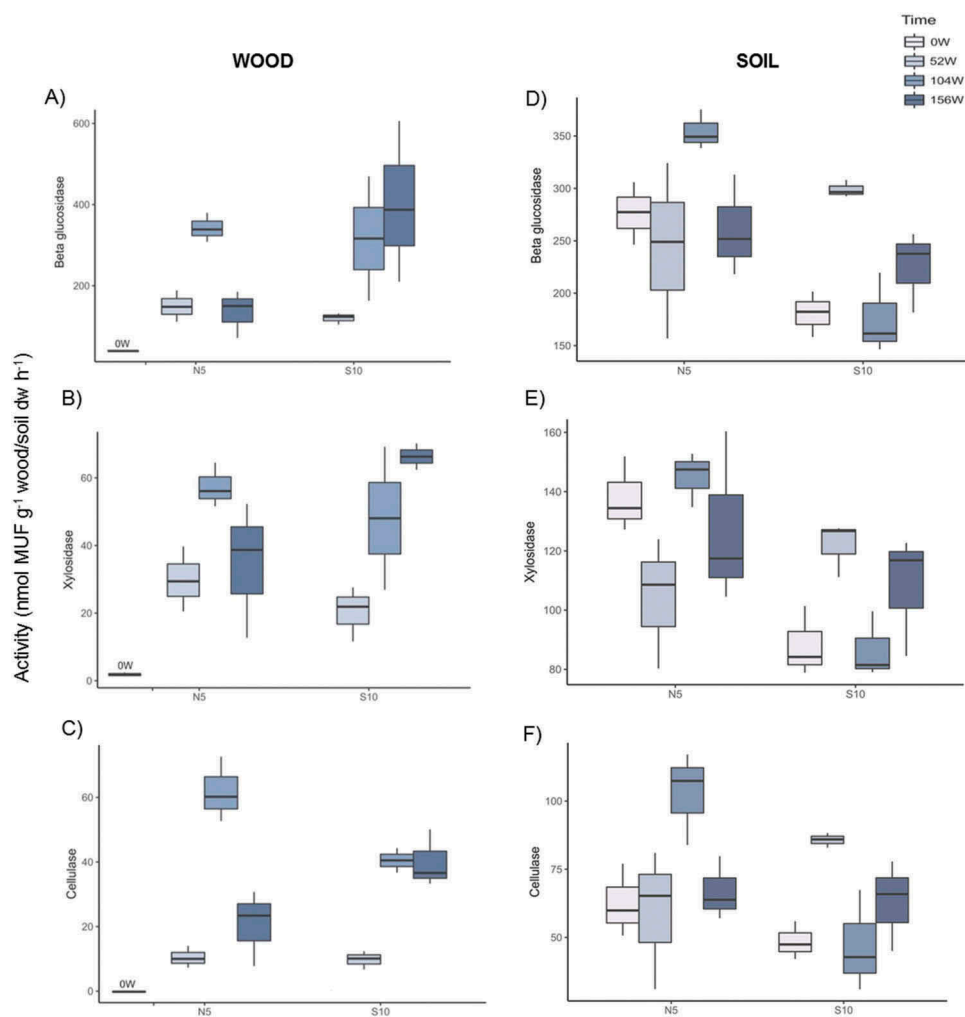 Time
0W
52W
104W
156W
WOOD
SOIL
Activity (nmol MUF g-1 wood/soil dw h-1)
A)
Beta glucosidase
600
400
200
0W
N5
S10
B)
Xylosidase
60
40
20
0
0W
N5
S10
C)
Cellulase
60
40
20
0
0W
N5
S10
D)
Beta glucosidase
350
300
250
200
150
N5
S10
E)
Xylosidase
160
140
120
100
80
N5
S10
F)
Cellulase
100
75
50
N5
S10